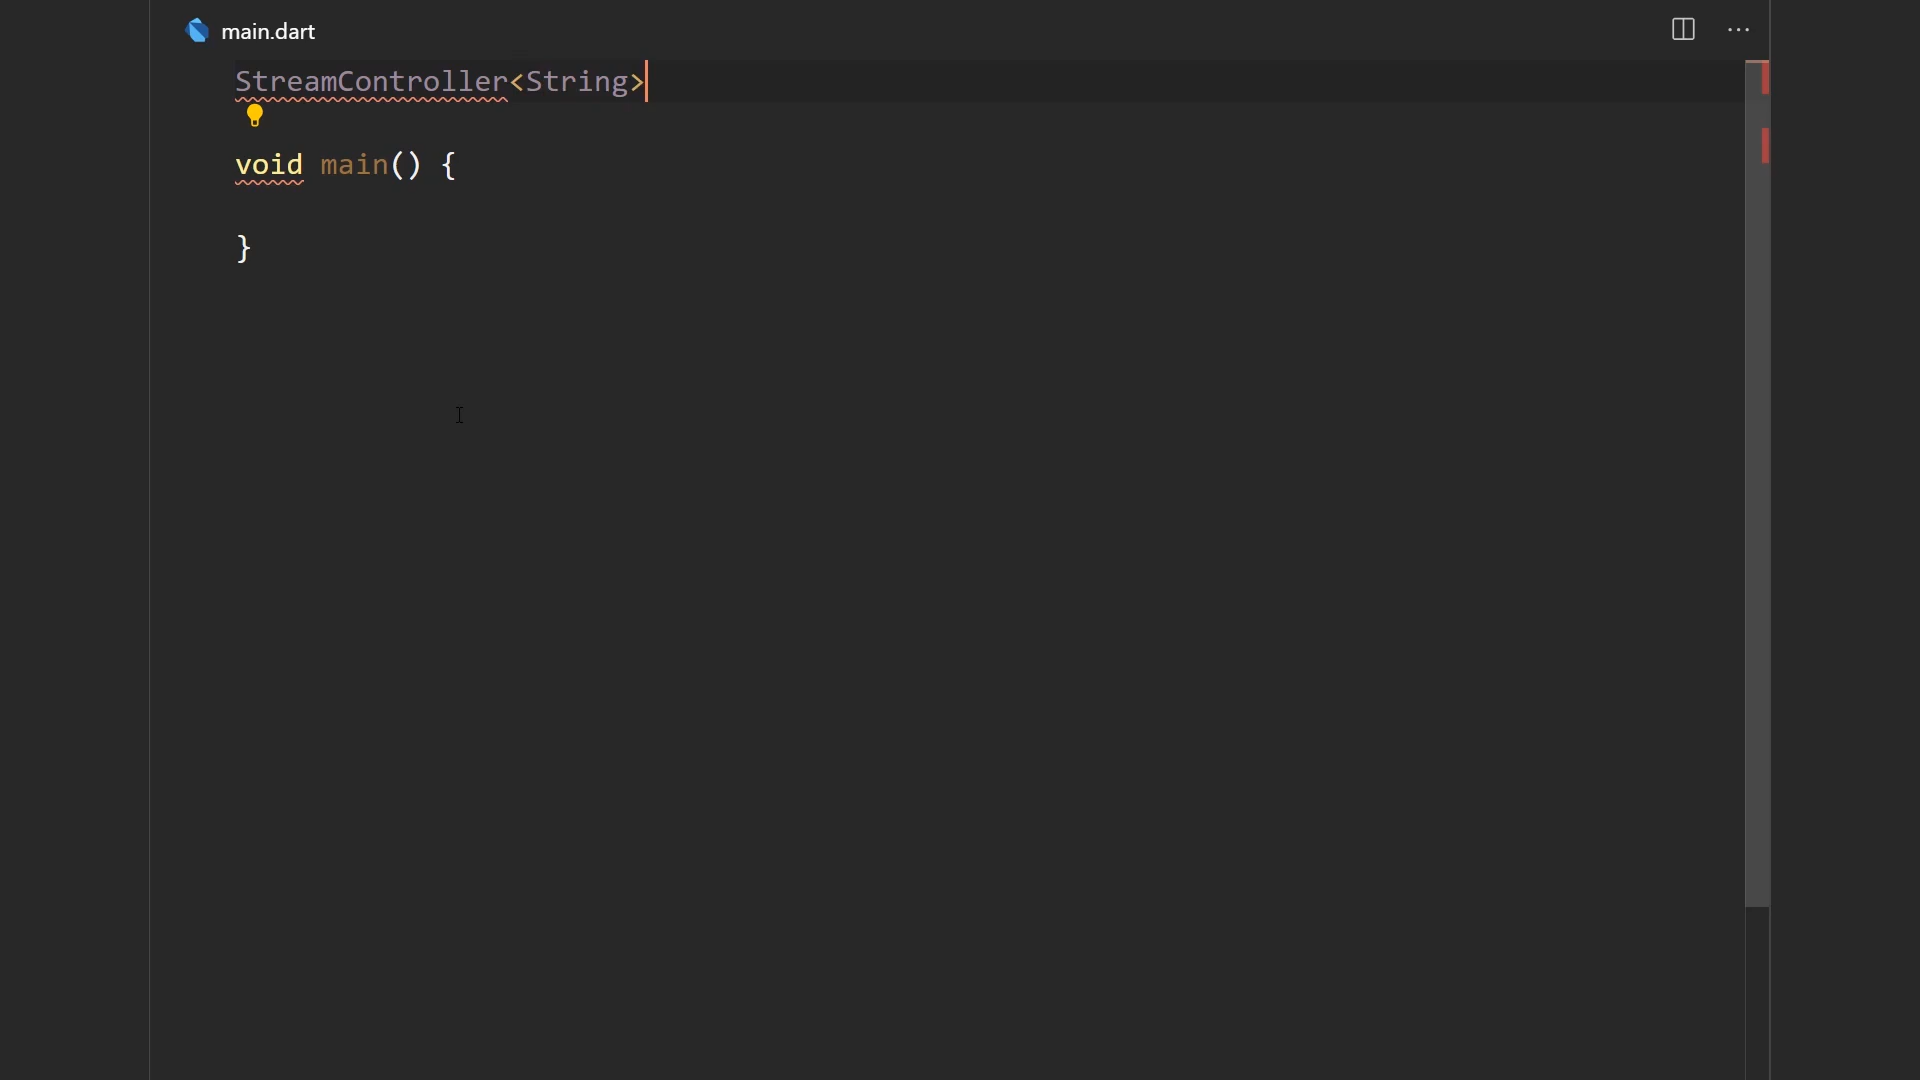 main.dart
StreamController<String>
void main() {
}